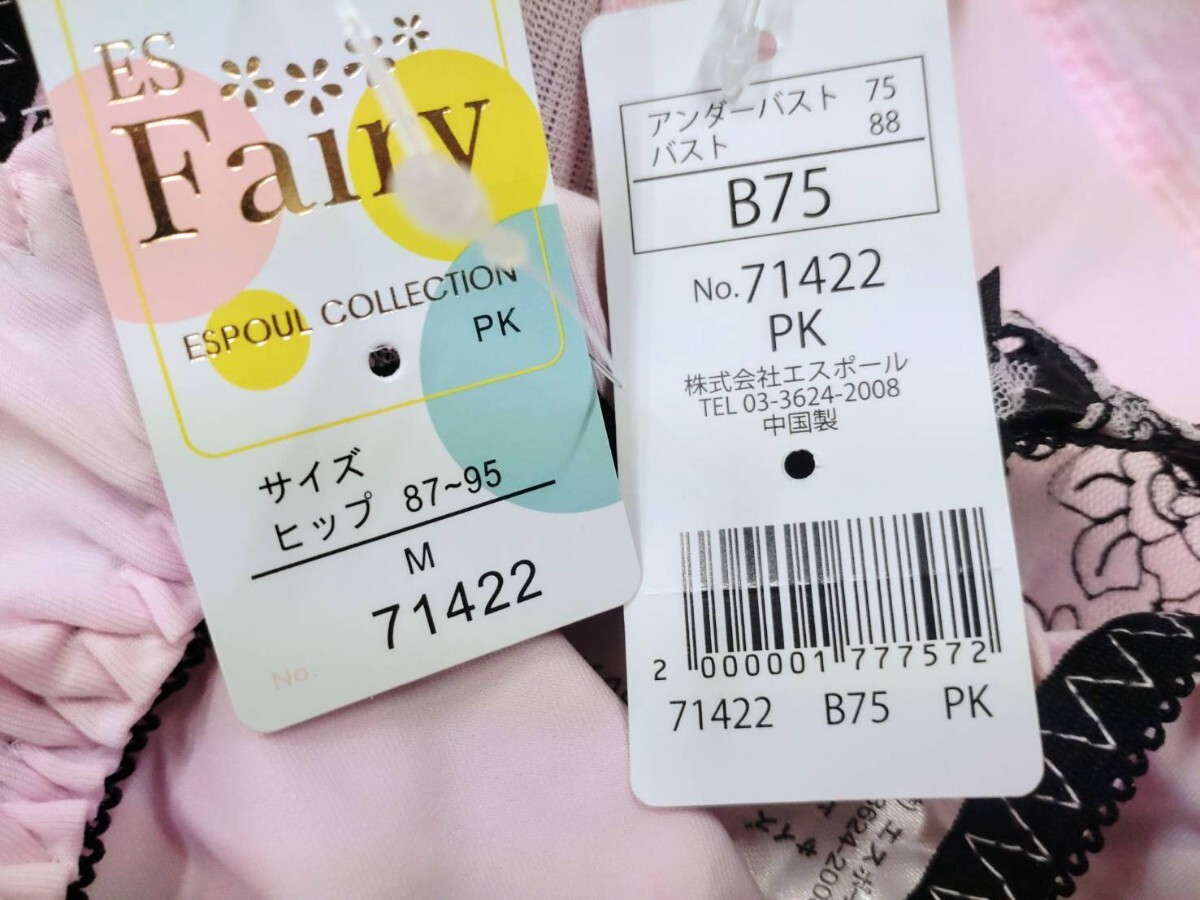 ES
Fairy
ESPOUL COLLECTION
PK
サイズ
ヒップ 87~95
M
71422
No.
アンダーバスト 75
バスト 88
B75
No.71422
PK
株式会社エスポール
TEL 03-3624-2008
中国製
2 000001 777572
71422 B75 PK